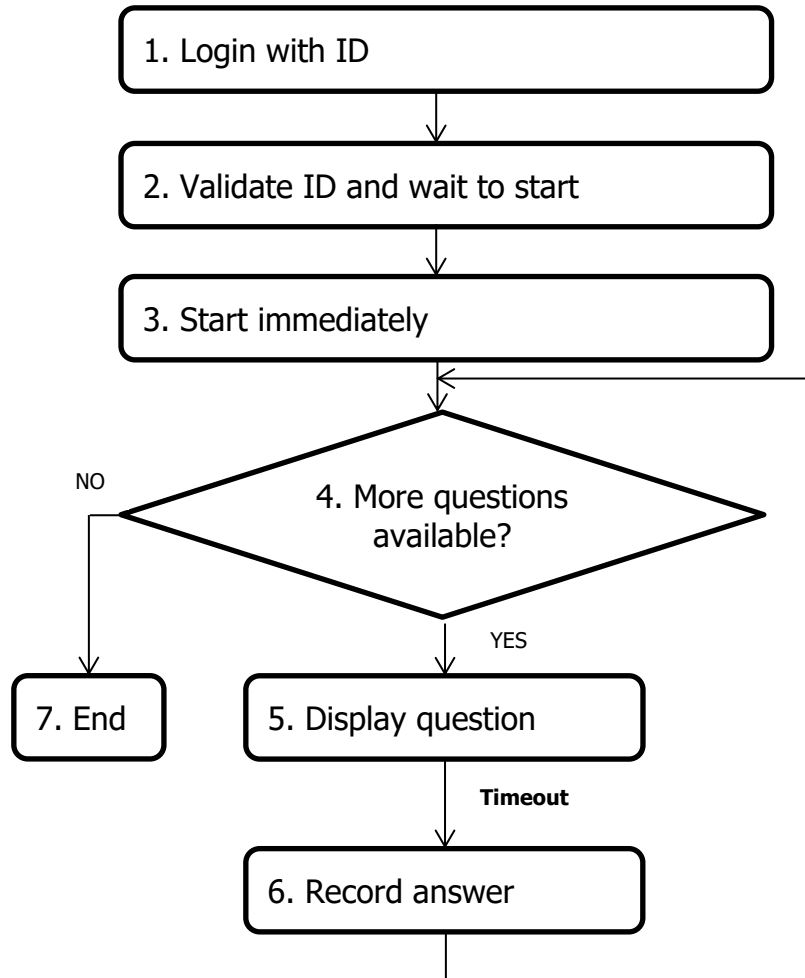 1. Login with ID
2. Validate ID and wait to start
3. Start immediately
4. More questions
available?
NO
YES
7. End
5. Display question
Timeout
6. Record answer